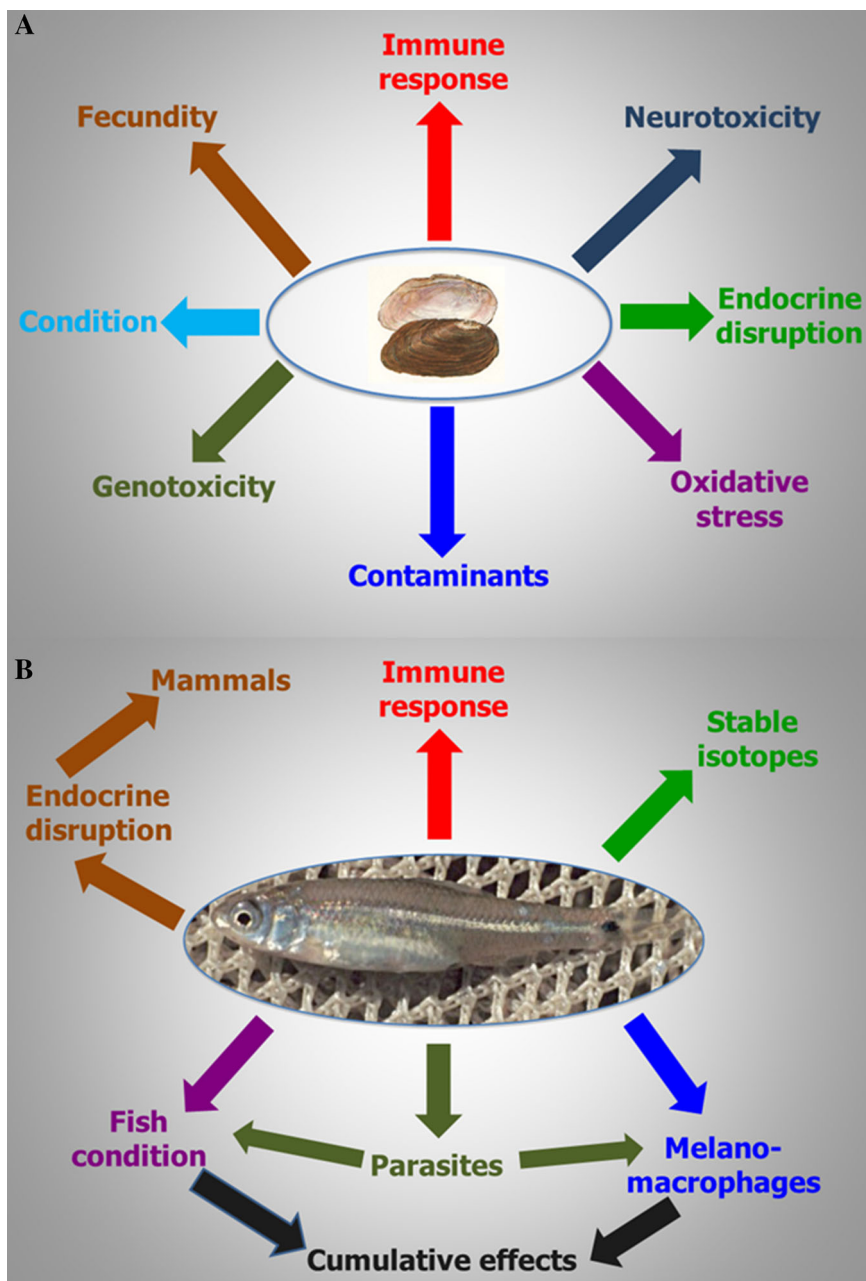 A
Immune
response
Fecundity
Neurotoxicity
Condition
Endocrine
disruption
Genotoxicity
Oxidative
stress
Contaminants
B
Mammals
Immune
response
Stable
isotopes
Endocrine
disruption
Fish
condition
Parasites
Melano-
macrophages
Cumulative effects